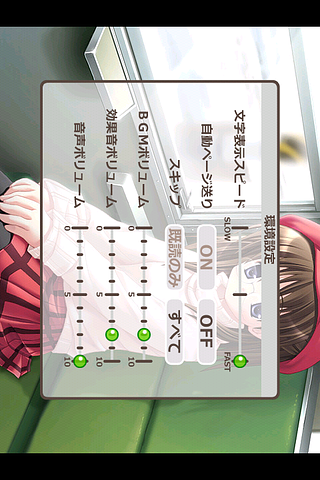 環境設定
文字表示スピード SLOW FAST
自動ページ送り ON OFF
スキップ 既読のみ すべて
BGMボリューム 0 5 10
効果音ボリューム 0 5 10
音声ボリューム 0 5 10